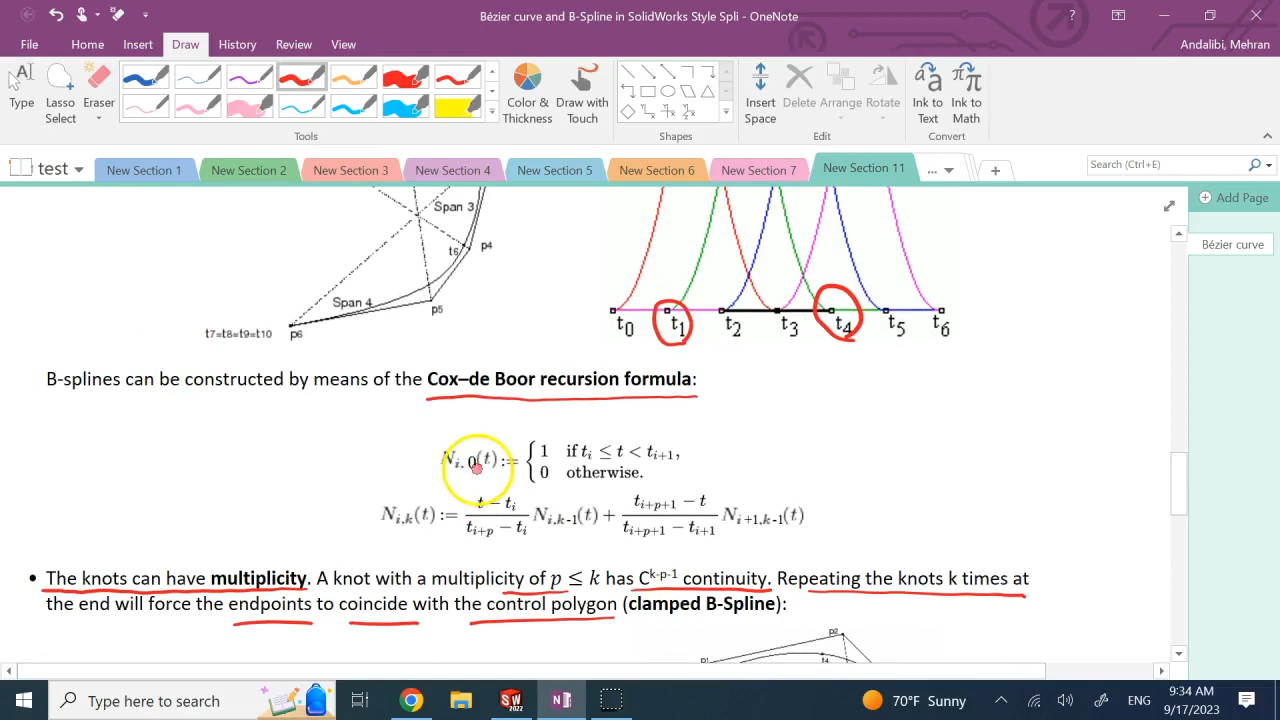 Bézier curve and B-Spline in SolidWorks Style Spli - OneNote
?
Andalibi, Mehran
File Home Insert Draw History Review View
Type
Lasso Select
Eraser
Color & Thickness
Draw with Touch
Insert Space
Delete
Arrange
Rotate
Ink to Text
Ink to Math
Tools
Shapes
Edit
Convert
test
New Section 1
New Section 2
New Section 3
New Section 4
New Section 5
New Section 6
New Section 7
New Section 11
...
Search (Ctrl+E)
Add Page
Bézier curve
Span 3
t6
p4
Span 4
p5
t7=t8=t9=t10
p6
t₀ t₁ t₂ t₃ t₄ t₅ t₆
B-splines can be constructed by means of the Cox–de Boor recursion formula:
N_{i,0}(t) := { 1 if t_i ≤ t < t_{i+1},
0 otherwise.
N_{i,k}(t) := \frac{t − t_i}{t_{i+p} − t_i} N_{i,k-1}(t) + \frac{t_{i+p+1} − t}{t_{i+p+1} − t_{i+1}} N_{i+1,k-1}(t)
• The knots can have multiplicity. A knot with a multiplicity of p ≤ k has C^{k-p-1} continuity. Repeating the knots k times at
the end will force the endpoints to coincide with the control polygon (clamped B-Spline):
p2
p1
t4
Type here to search
SW
2022
70°F Sunny
ENG
9:34 AM
9/17/2023